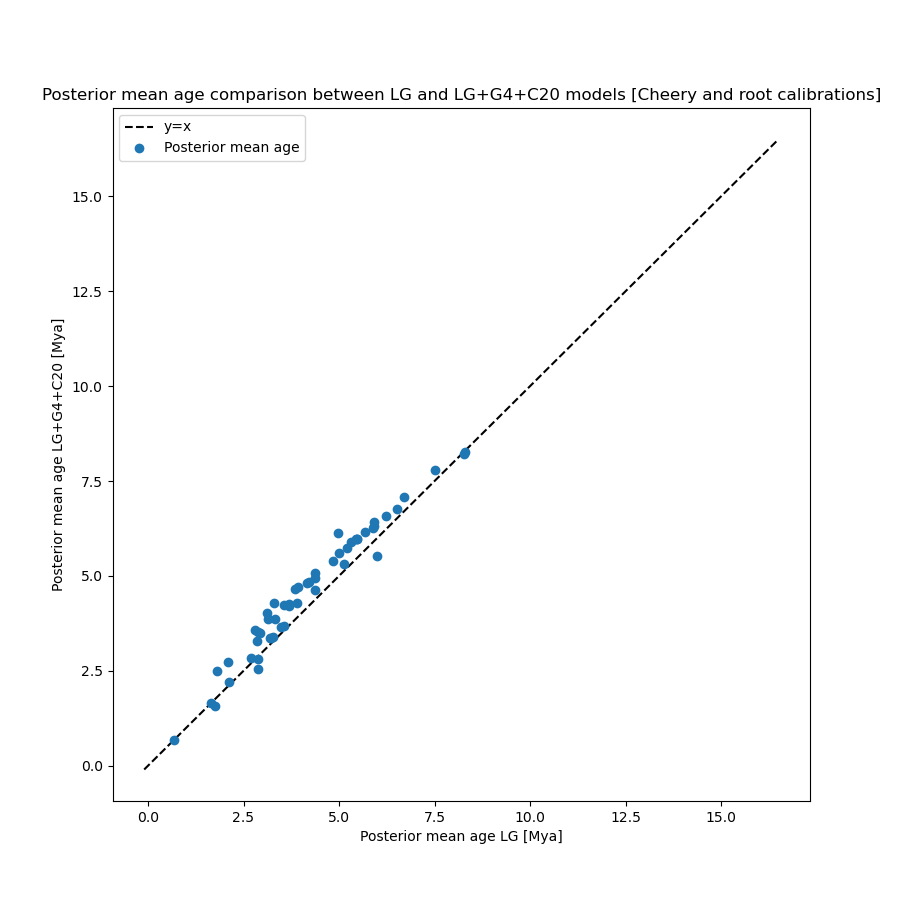 Posterior mean age comparison between LG and LG+G4+C20 models [Cheery and root calibrations]
y=x
Posterior mean age
15.0
12.5
10.0
7.5
5.0
2.5
0.0
Posterior mean age LG+G4+C20 [Mya]
0.0 2.5 5.0 7.5 10.0 12.5 15.0
Posterior mean age LG [Mya]